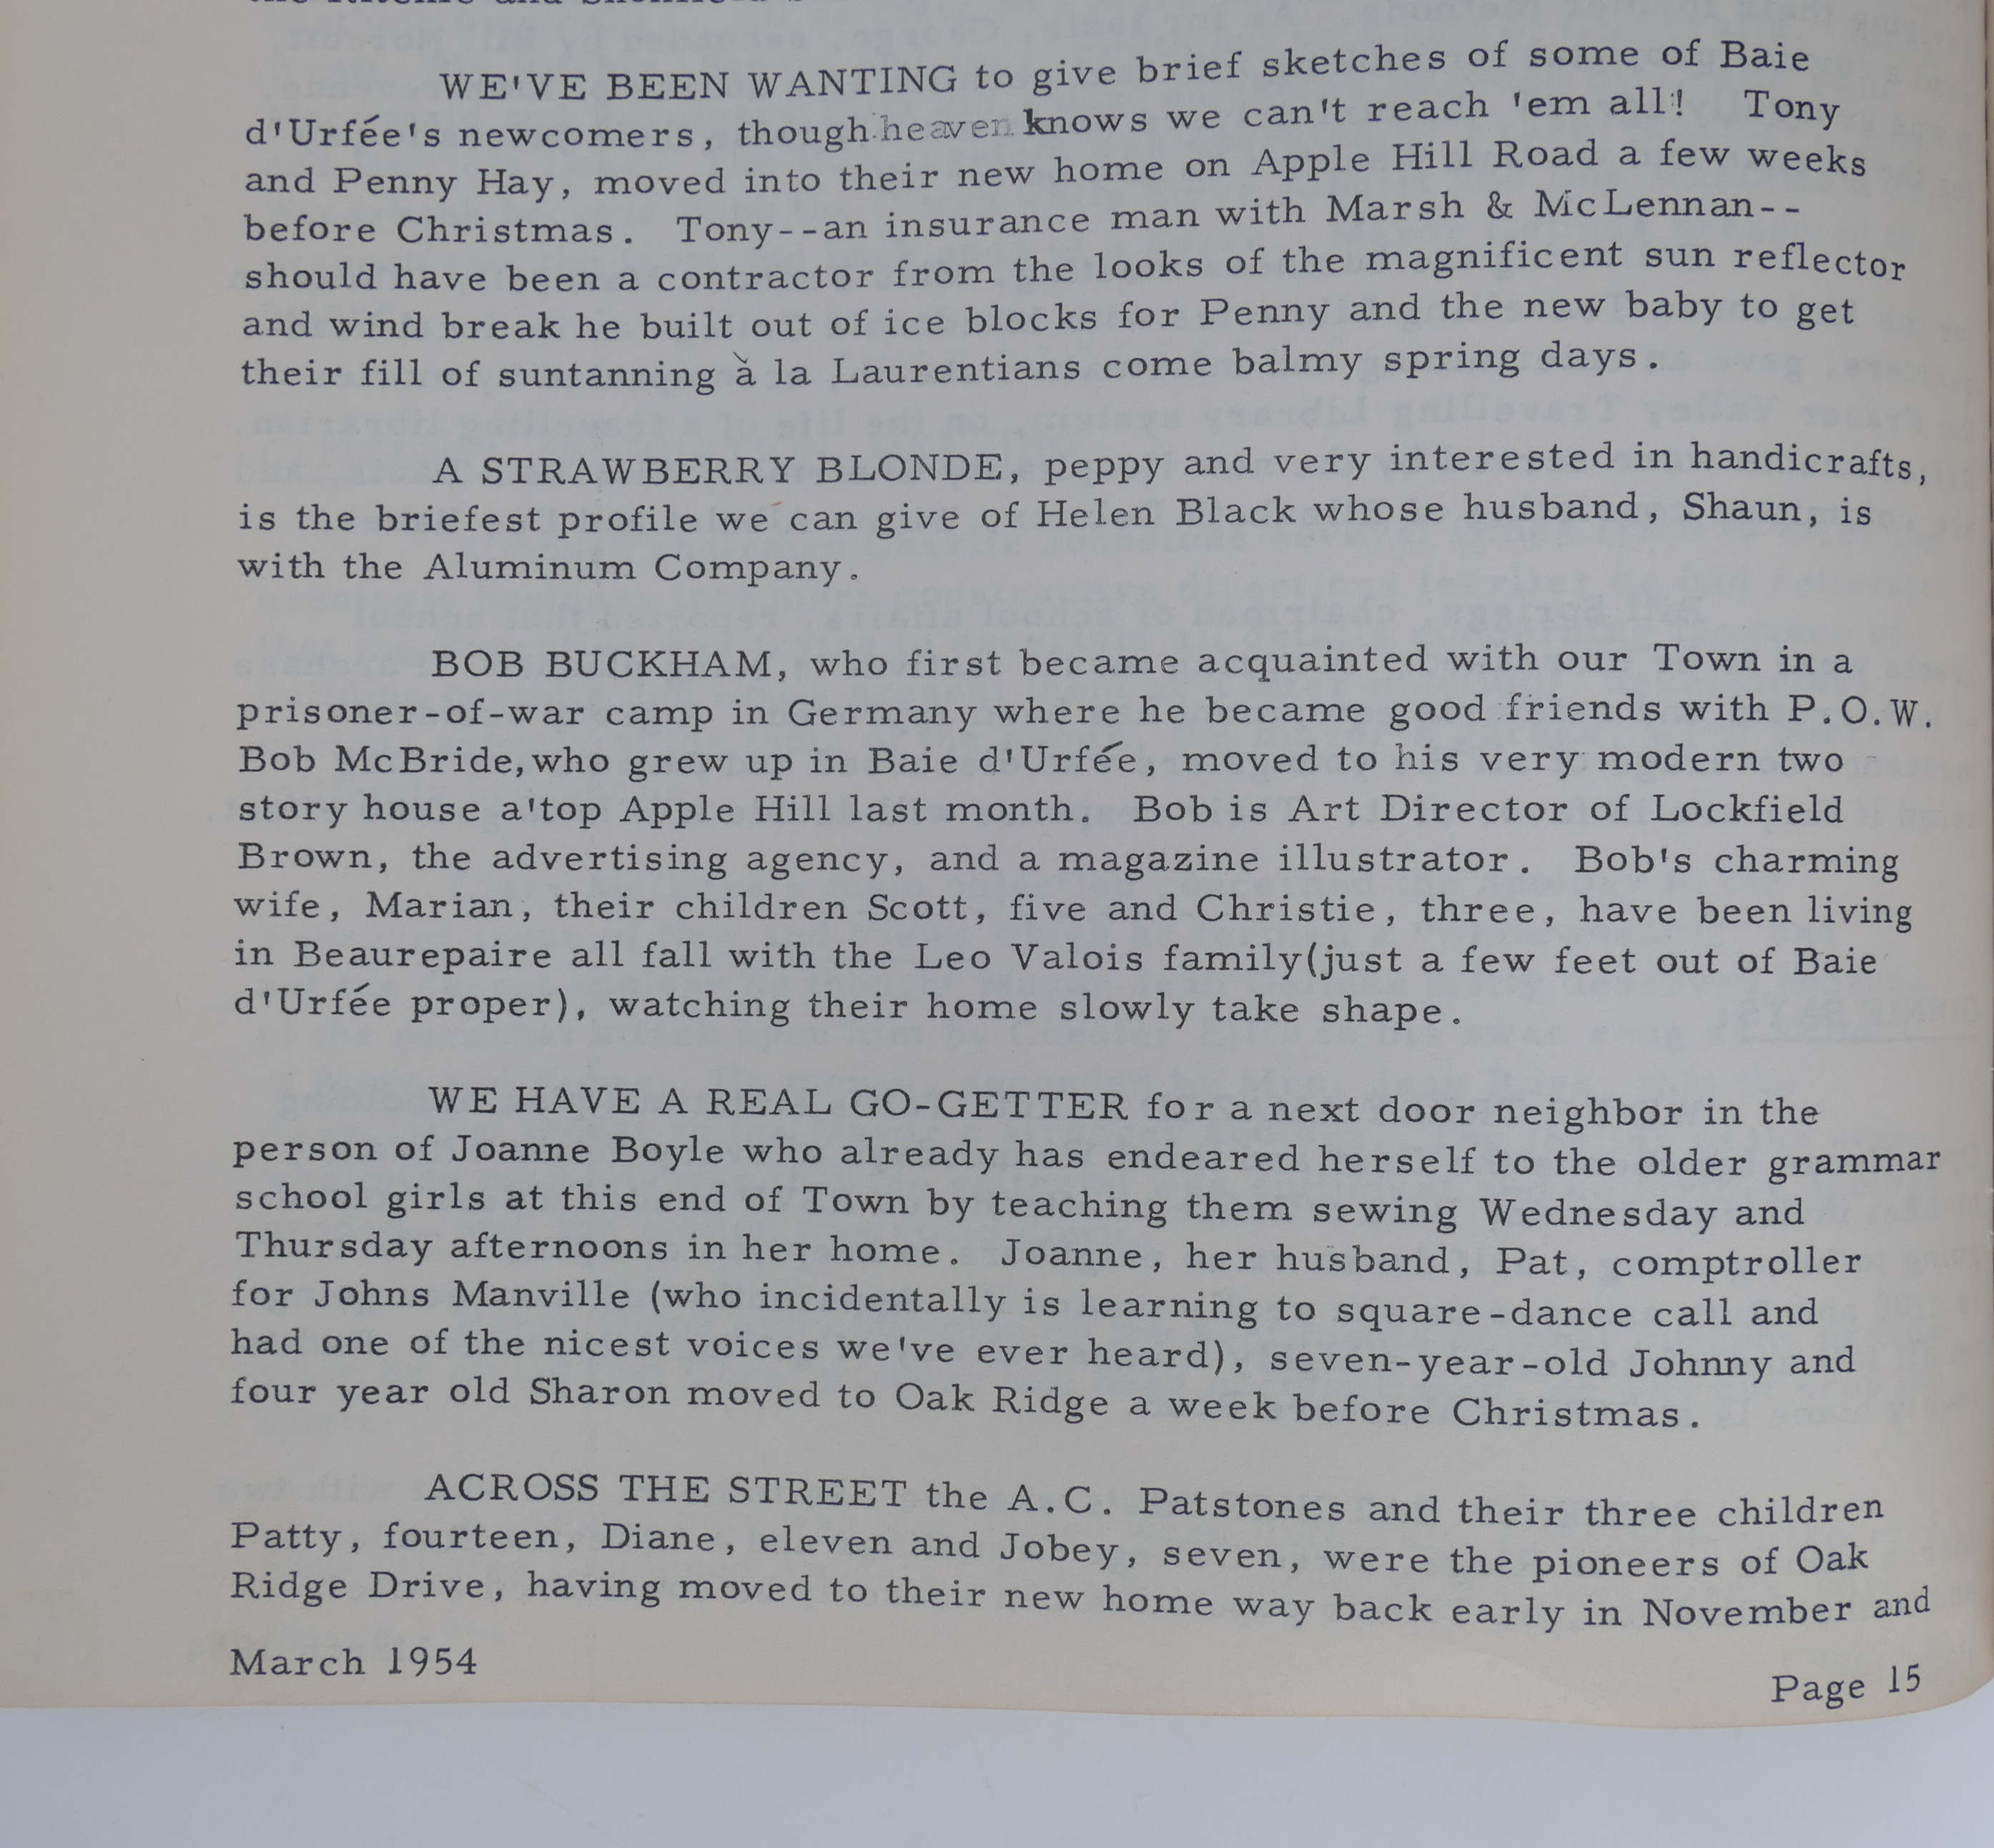 WE'VE BEEN WANTING to give brief sketches of some of Baie
d'Urfée's newcomers, though heaven knows we can't reach 'em all! Tony
and Penny Hay, moved into their new home on Apple Hill Road a few weeks
before Christmas. Tony--an insurance man with Marsh & McLennan--
should have been a contractor from the looks of the magnificent sun reflector
and wind break he built out of ice blocks for Penny and the new baby to get
their fill of suntanning à la Laurentians come balmy spring days.
A STRAWBERRY BLONDE, peppy and very interested in handicrafts,
is the briefest profile we can give of Helen Black whose husband, Shaun, is
with the Aluminum Company.
BOB BUCKHAM, who first became acquainted with our Town in a
prisoner-of-war camp in Germany where he became good friends with P.O.W.
Bob McBride, who grew up in Baie d'Urfée, moved to his very modern two
story house a'top Apple Hill last month. Bob is Art Director of Lockfield
Brown, the advertising agency, and a magazine illustrator. Bob's charming
wife, Marian, their children Scott, five and Christie, three, have been living
in Beaurepaire all fall with the Leo Valois family(just a few feet out of Baie
d'Urfée proper), watching their home slowly take shape.
WE HAVE A REAL GO-GETTER for a next door neighbor in the
person of Joanne Boyle who already has endeared herself to the older grammar
school girls at this end of Town by teaching them sewing Wednesday and
Thursday afternoons in her home. Joanne, her husband, Pat, comptroller
for Johns Manville (who incidentally is learning to square-dance call and
had one of the nicest voices we've ever heard), seven-year-old Johnny and
four year old Sharon moved to Oak Ridge a week before Christmas.
ACROSS THE STREET the A.C. Patstones and their three children
Patty, fourteen, Diane, eleven and Jobey, seven, were the pioneers of Oak
Ridge Drive, having moved to their new home way back early in November and
March 1954
Page 15